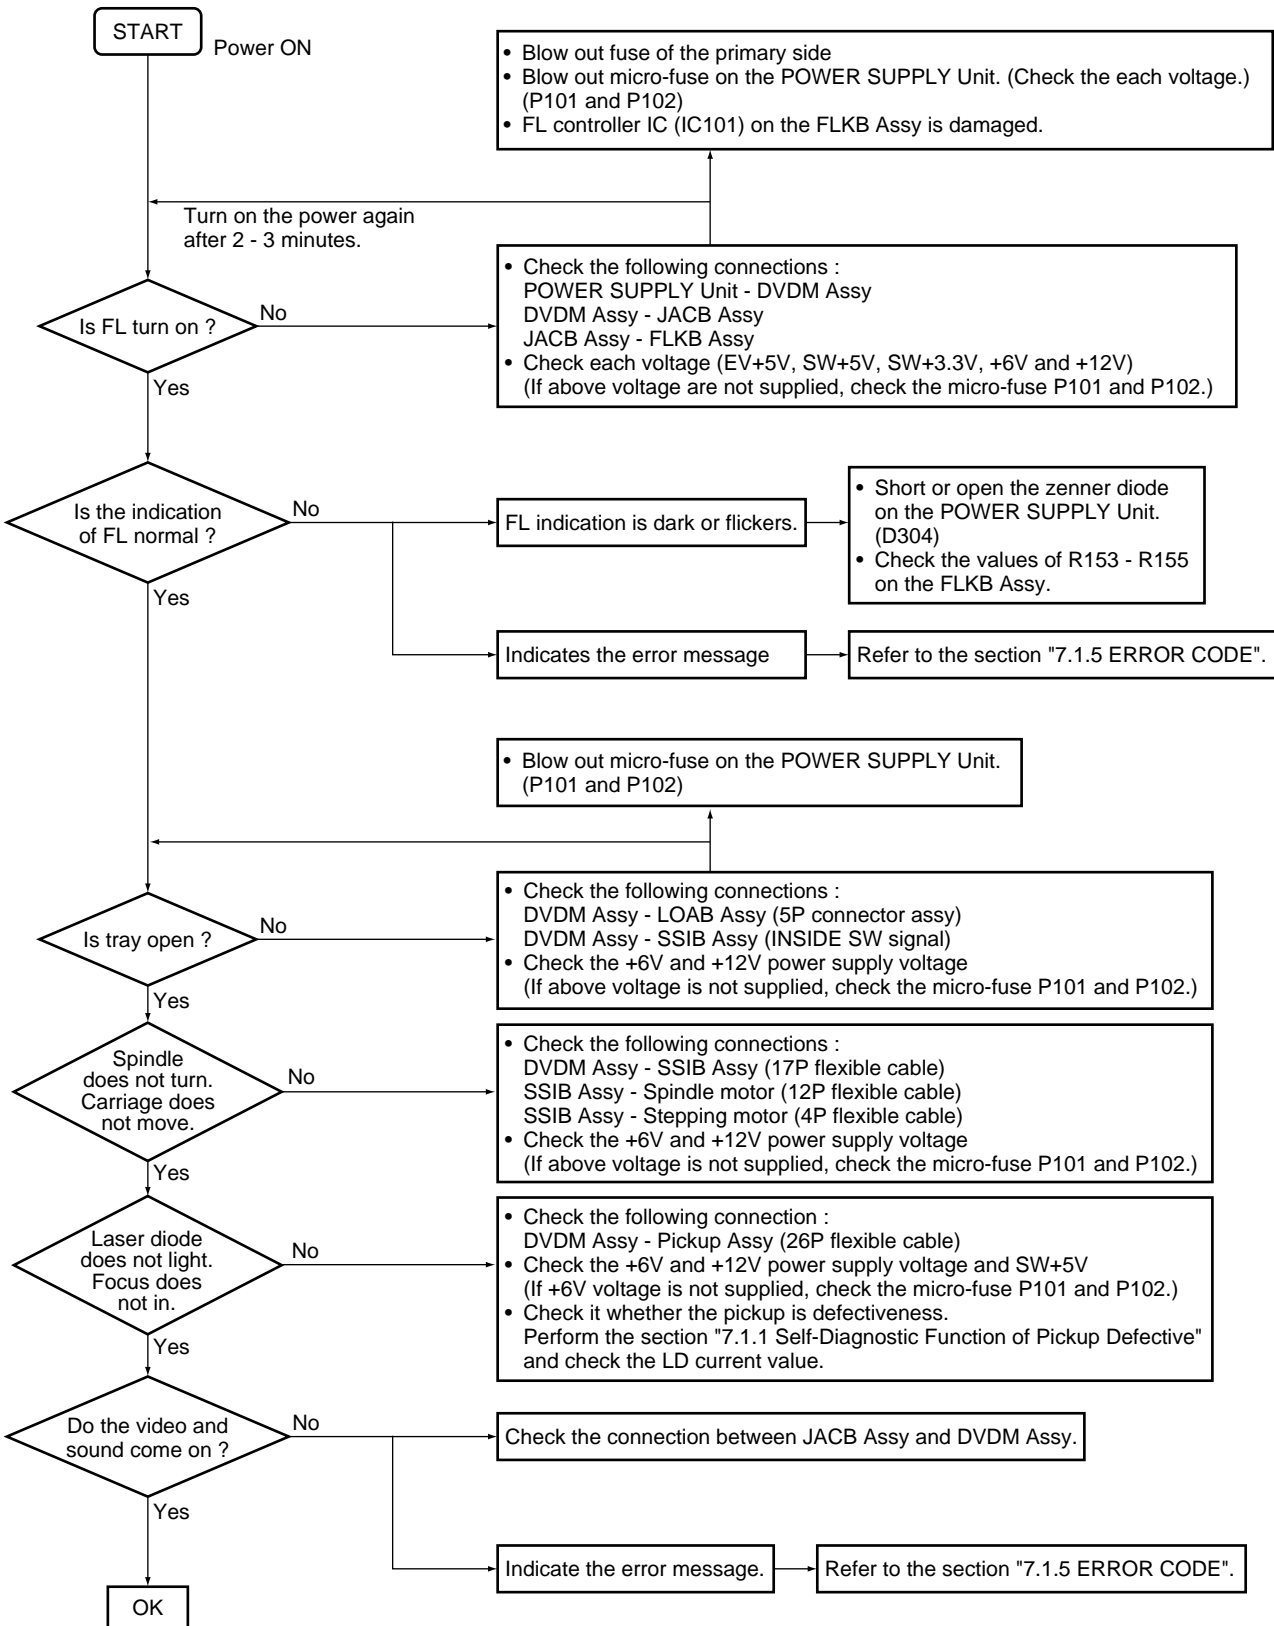 START
Power ON
• Blow out fuse of the primary side
• Blow out micro-fuse on the POWER SUPPLY Unit. (Check the each voltage.)
(P101 and P102)
• FL controller IC (IC101) on the FLKB Assy is damaged.
Turn on the power again
after 2 - 3 minutes.
Is FL turn on ?
No
Yes
• Check the following connections :
POWER SUPPLY Unit - DVDM Assy
DVDM Assy - JACB Assy
JACB Assy - FLKB Assy
• Check each voltage (EV+5V, SW+5V, SW+3.3V, +6V and +12V)
(If above voltage are not supplied, check the micro-fuse P101 and P102.)
Is the indication
of FL normal ?
No
Yes
FL indication is dark or flickers.
• Short or open the zenner diode
on the POWER SUPPLY Unit.
(D304)
• Check the values of R153 - R155
on the FLKB Assy.
Indicates the error message
Refer to the section "7.1.5 ERROR CODE".
• Blow out micro-fuse on the POWER SUPPLY Unit.
(P101 and P102)
Is tray open ?
No
Yes
• Check the following connections :
DVDM Assy - LOAB Assy (5P connector assy)
DVDM Assy - SSIB Assy (INSIDE SW signal)
• Check the +6V and +12V power supply voltage
(If above voltage is not supplied, check the micro-fuse P101 and P102.)
Spindle
does not turn.
Carriage does
not move.
No
Yes
• Check the following connections :
DVDM Assy - SSIB Assy (17P flexible cable)
SSIB Assy - Spindle motor (12P flexible cable)
SSIB Assy - Stepping motor (4P flexible cable)
• Check the +6V and +12V power supply voltage
(If above voltage is not supplied, check the micro-fuse P101 and P102.)
Laser diode
does not light.
Focus does
not in.
No
Yes
• Check the following connection :
DVDM Assy - Pickup Assy (26P flexible cable)
• Check the +6V and +12V power supply voltage and SW+5V
(If +6V voltage is not supplied, check the micro-fuse P101 and P102.)
• Check it whether the pickup is defectiveness.
Perform the section "7.1.1 Self-Diagnostic Function of Pickup Defective"
and check the LD current value.
Do the video and
sound come on ?
No
Yes
Check the connection between JACB Assy and DVDM Assy.
Indicate the error message.
Refer to the section "7.1.5 ERROR CODE".
OK